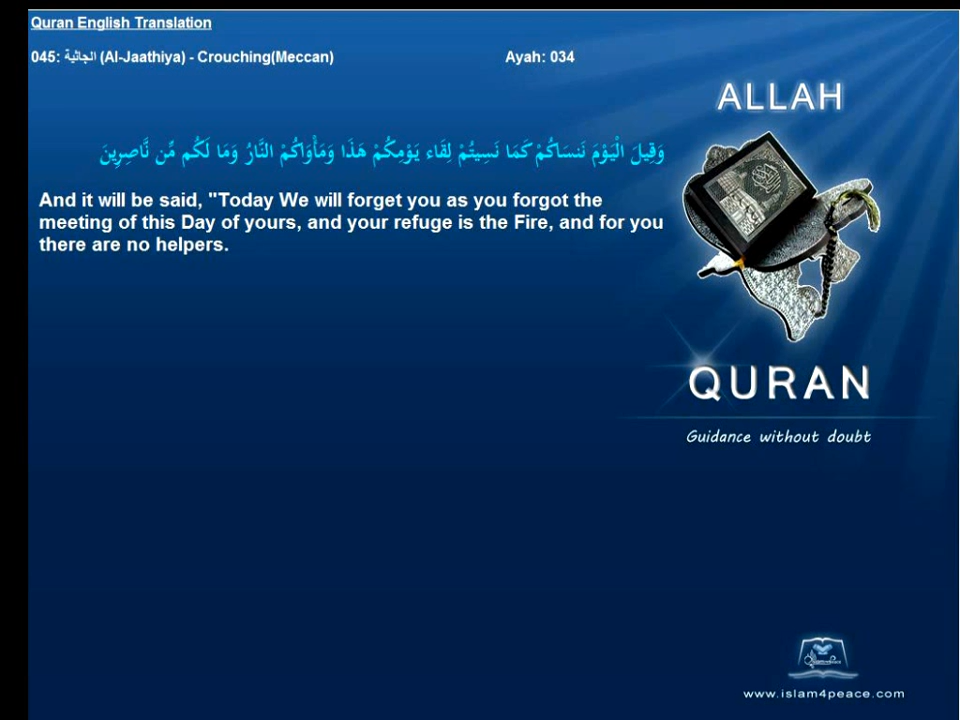 Quran English Translation
045: الجاثية (Al-Jaathiya) - Crouching(Meccan) Ayah: 034
ALLAH
وَقِيلَ الْيَوْمَ نَنسَاكُمْ كَمَا نَسِيتُمْ لِقَاء يَوْمِكُمْ هَذَا وَمَأْوَاكُمْ النَّارُ وَمَا لَكُم مِّن نَّاصِرِينَ
And it will be said, "Today We will forget you as you forgot the
meeting of this Day of yours, and your refuge is the Fire, and for you
there are no helpers.
QURAN
Guidance without doubt
www.islam4peace.com